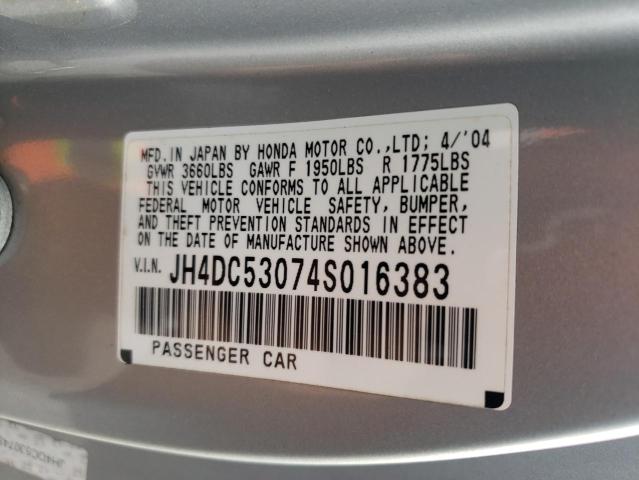 MFD. IN JAPAN BY HONDA MOTOR CO.,LTD; 4/'04
GVWR 3660LBS GAWR F 1950LBS R 1775LBS
THIS VEHICLE CONFORMS TO ALL APPLICABLE
FEDERAL MOTOR VEHICLE SAFETY, BUMPER,
AND THEFT PREVENTION STANDARDS IN EFFECT
ON THE DATE OF MANUFACTURE SHOWN ABOVE.
V.I.N. JH4DC53074S016383
PASSENGER CAR
JH4DC53074S